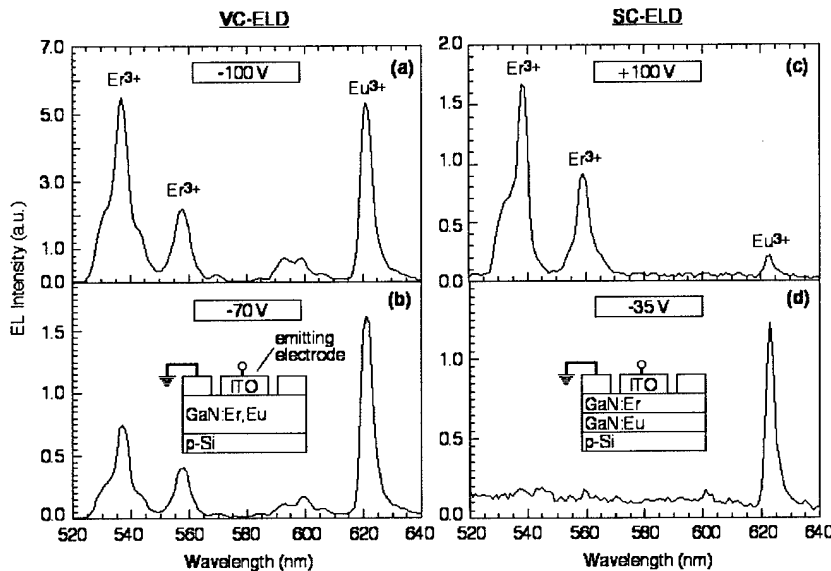 VC-ELD
SC-ELD
EL Intensity (a.u.)
7.0
5.0
3.0
1.0
0.0
Er3+
-100 V
(a)
Eu3+
Er3+
2.0
1.5
1.0
0.5
0.0
Er3+
+100 V
(c)
Er3+
Eu3+
1.5
1.0
0.5
0.0
-70 V
(b)
emitting
electrode
ITO
GaN:Er,Eu
p-Si
1.0
0.5
0.0
-35 V
(d)
ITO
GaN:Er
GaN:Eu
p-Si
520 540 560 580 600 620 640
Wavelength (nm)
520 540 560 580 600 620 640
Wavelength (nm)